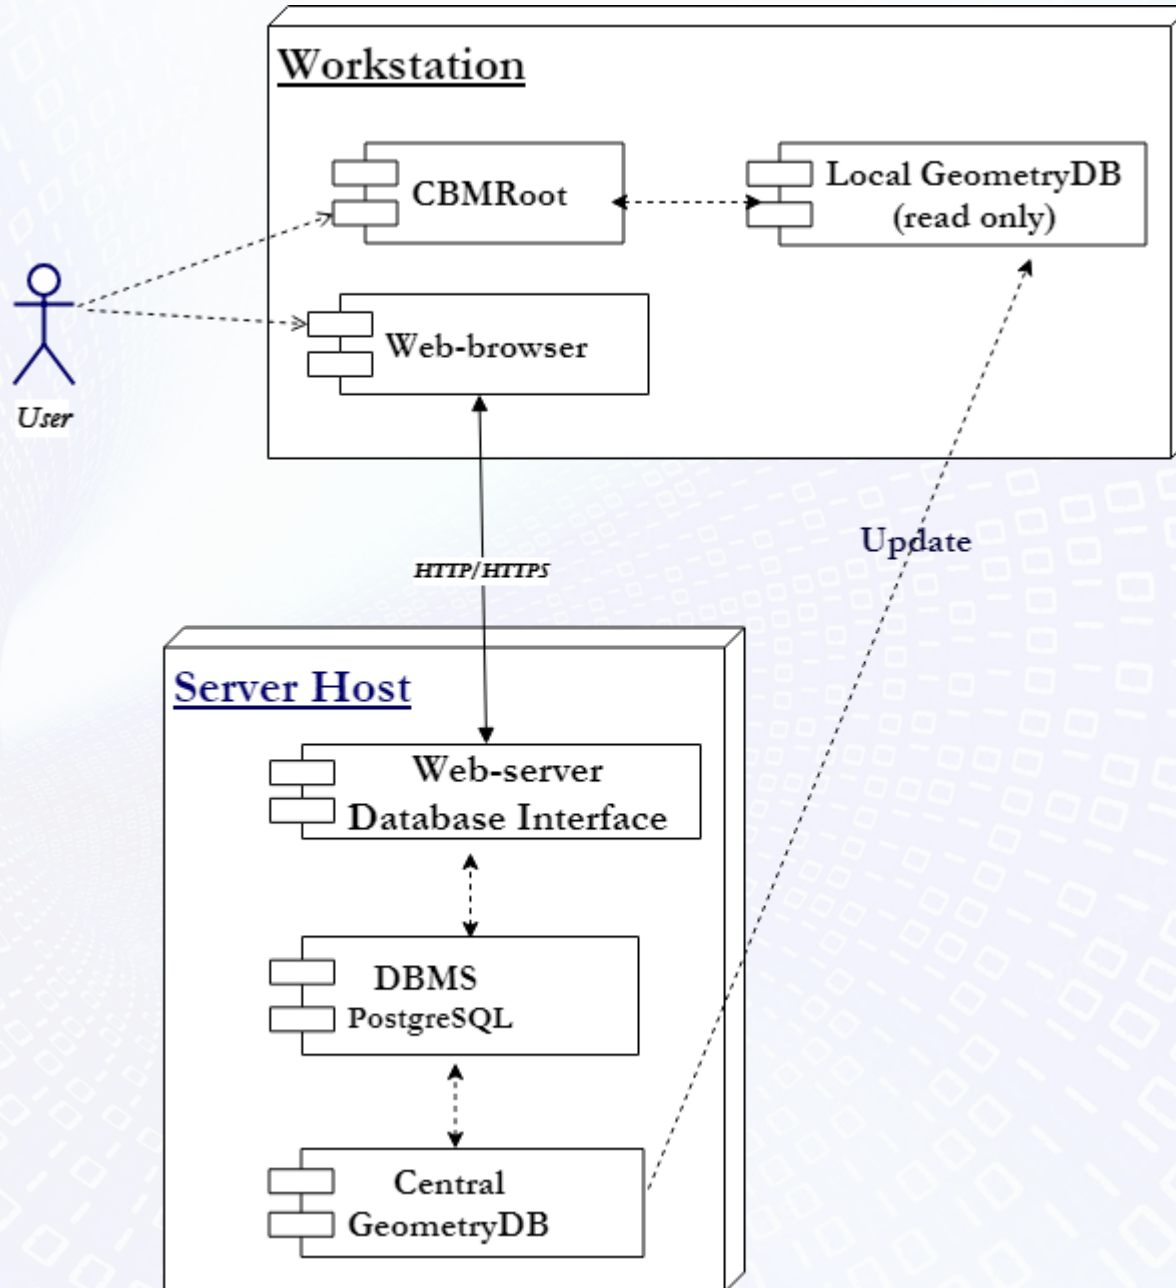 Workstation
CBMRoot
Local GeometryDB
(read only)
Web-browser
User
Update
HTTP/HTTPS
Server Host
Web-server
Database Interface
DBMS
PostgreSQL
Central
GeometryDB